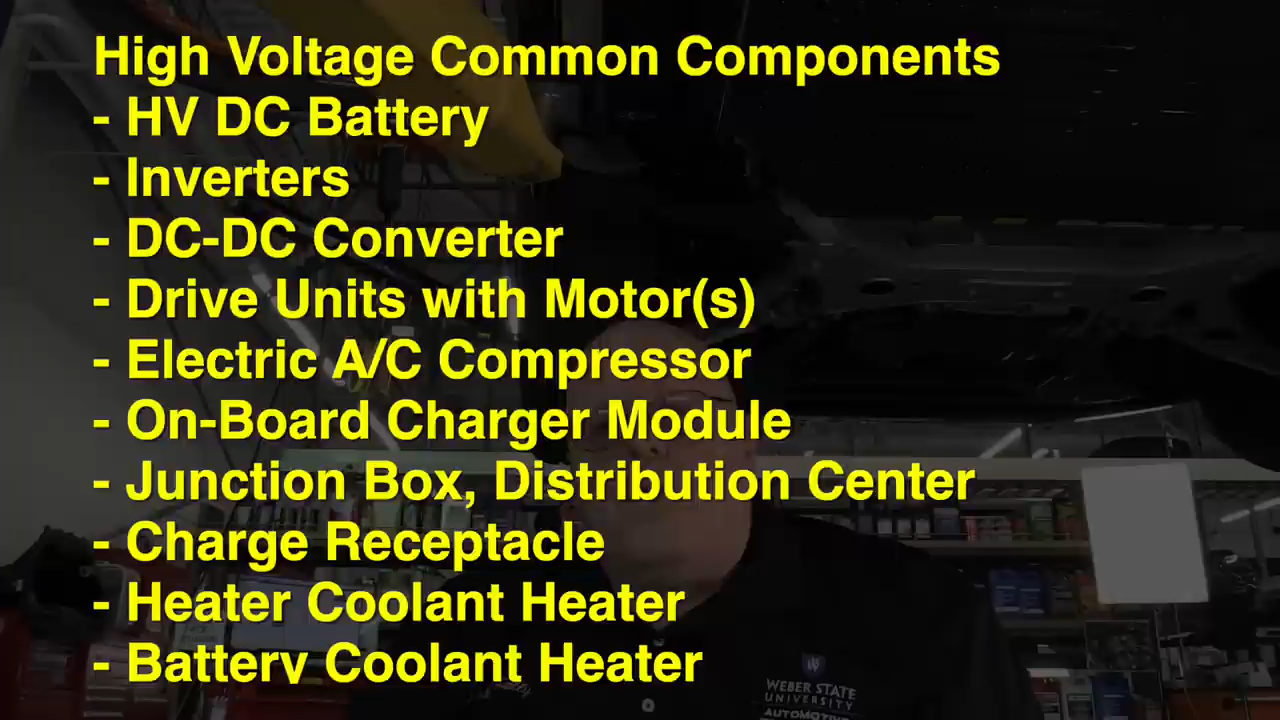 High Voltage Common Components
- HV DC Battery
- Inverters
- DC-DC Converter
- Drive Units with Motor(s)
- Electric A/C Compressor
- On-Board Charger Module
- Junction Box, Distribution Center
- Charge Receptacle
- Heater Coolant Heater
- Battery Coolant Heater
WEBER STATE
UNIVERSITY
AUTOMOTIVE